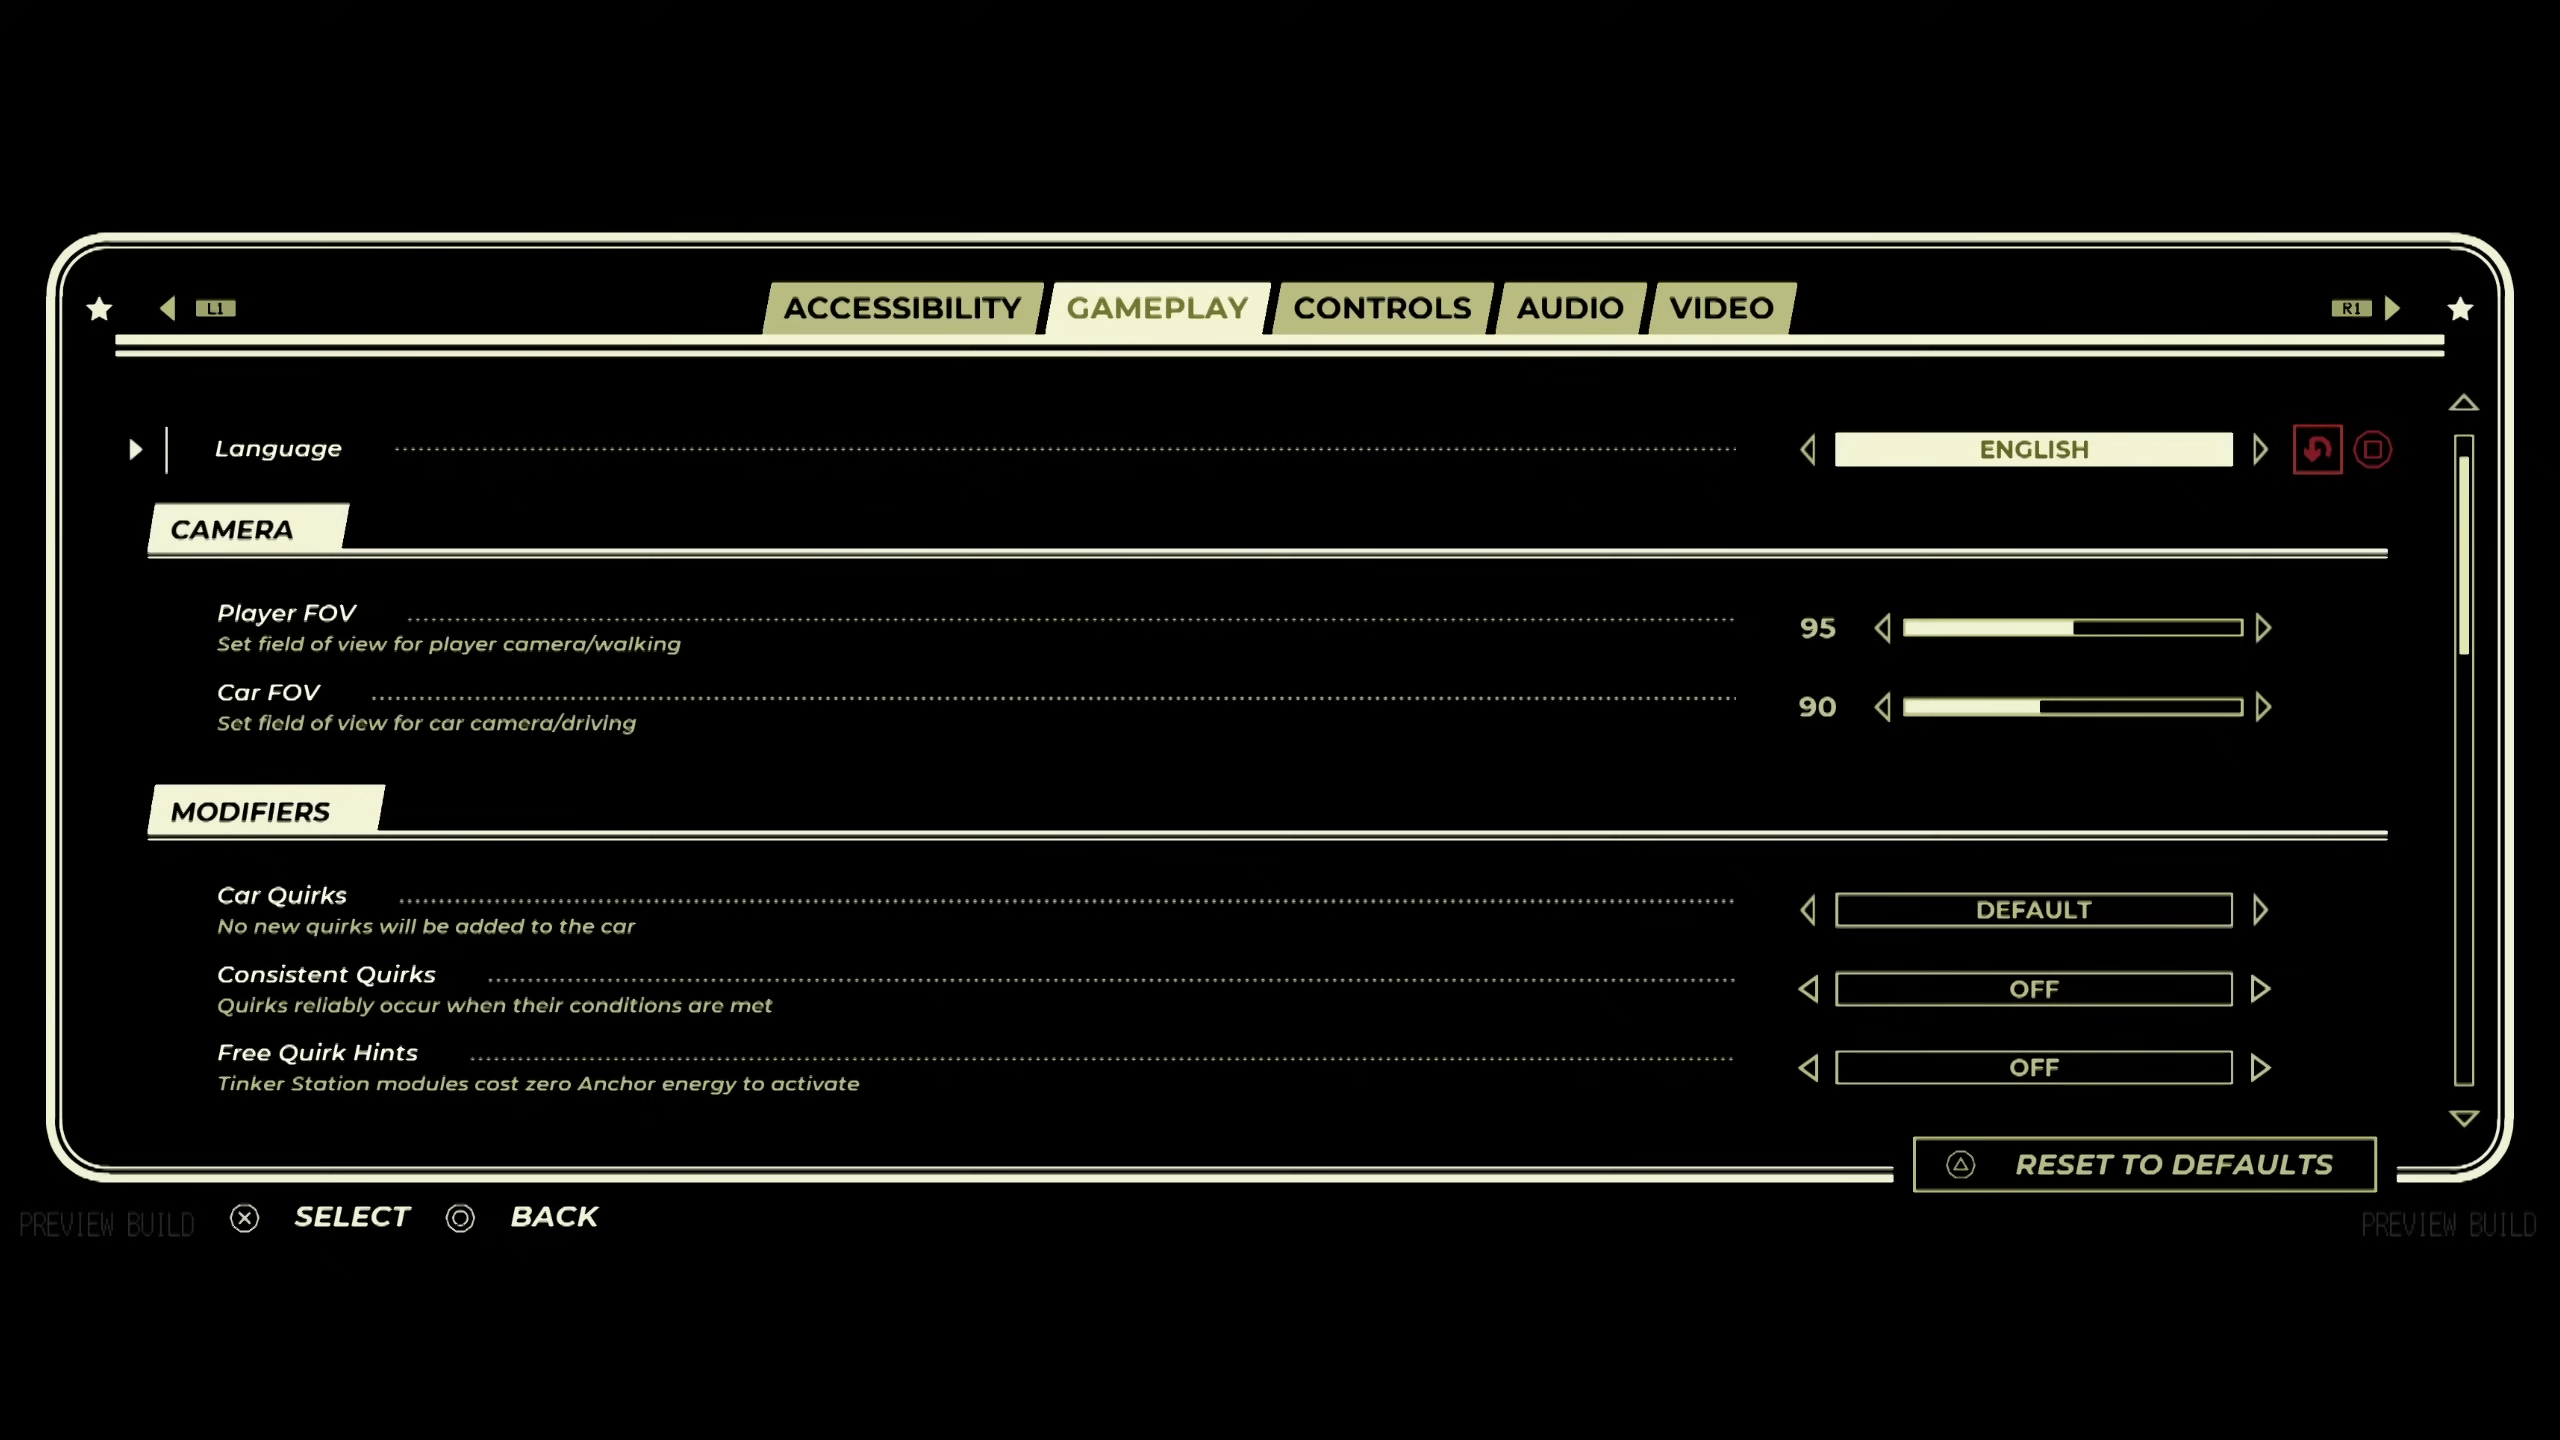 L1
ACCESSIBILITY GAMEPLAY CONTROLS AUDIO VIDEO
R1
Language ENGLISH
CAMERA
Player FOV 95
Set field of view for player camera/walking
Car FOV 90
Set field of view for car camera/driving
MODIFIERS
Car Quirks DEFAULT
No new quirks will be added to the car
Consistent Quirks OFF
Quirks reliably occur when their conditions are met
Free Quirk Hints OFF
Tinker Station modules cost zero Anchor energy to activate
RESET TO DEFAULTS
PREVIEW BUILD SELECT BACK PREVIEW BUILD